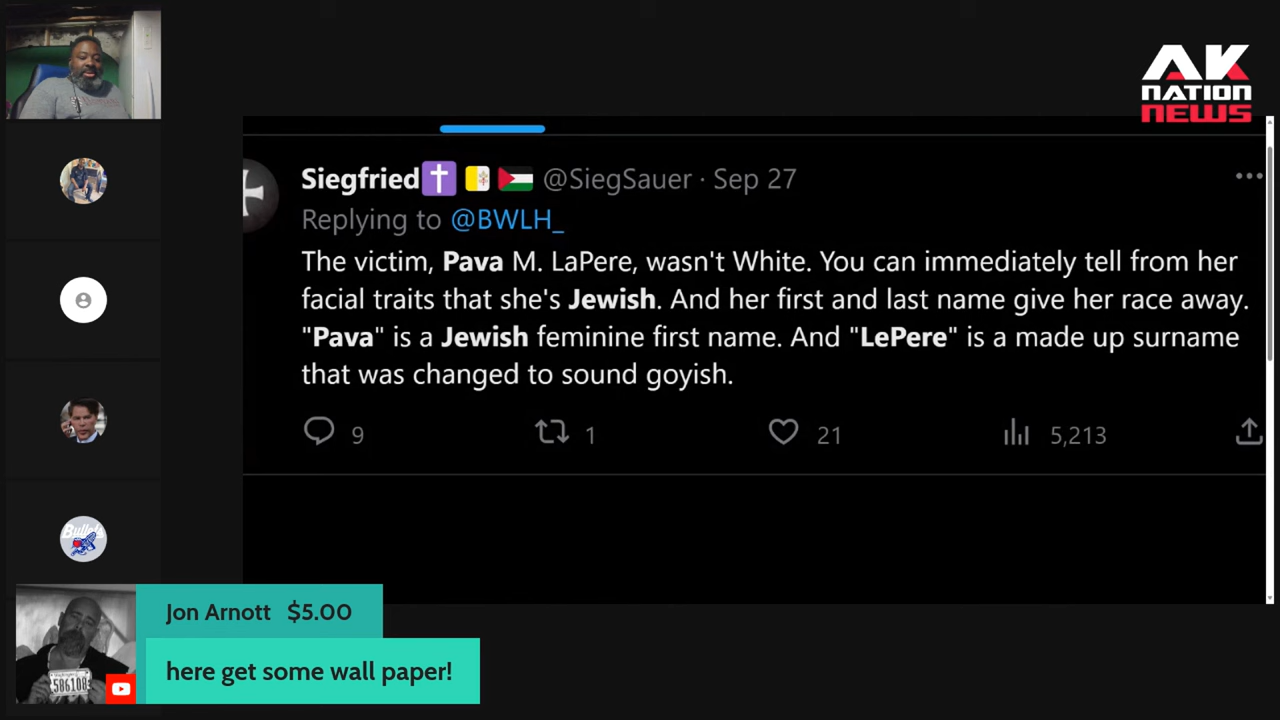 AK
NATION
NEWS
Siegfried @SiegSauer · Sep 27
Replying to @BWLH_
The victim, Pava M. LaPere, wasn't White. You can immediately tell from her
facial traits that she's Jewish. And her first and last name give her race away.
"Pava" is a Jewish feminine first name. And "LePere" is a made up surname
that was changed to sound goyish.
9 1 21 5,213
Bullets
Jon Arnott $5.00
here get some wall paper!
586108